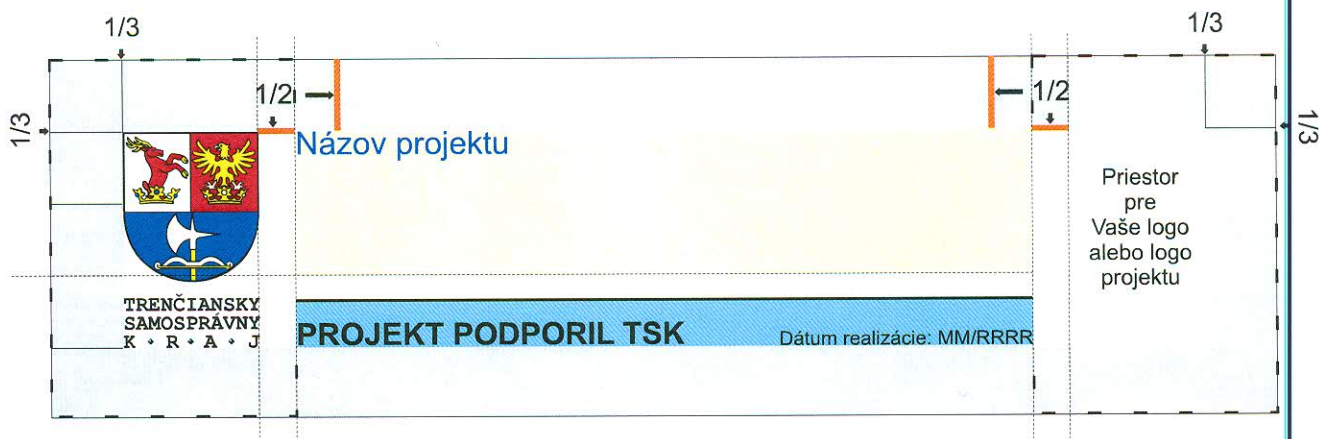 1/3
1/3
1/2
1/2
1/3
1/3
Názov projektu
Priestor
pre
Vaše logo
alebo logo
projektu
TRENČIANSKY
SAMOSPRÁVNY
K · R · A · J
PROJEKT PODPORIL TSK
Dátum realizácie: MM/RRRR